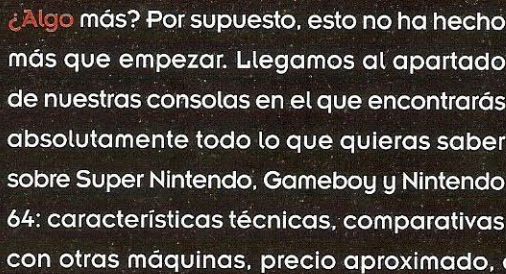 ¿Algo más? Por supuesto, esto no ha hecho
más que empezar. Llegamos al apartado
de nuestras consolas en el que encontrarás
absolutamente todo lo que quieras saber
sobre Super Nintendo, Gameboy y Nintendo
64: características técnicas, comparativas
con otras máquinas, precio aproximado,